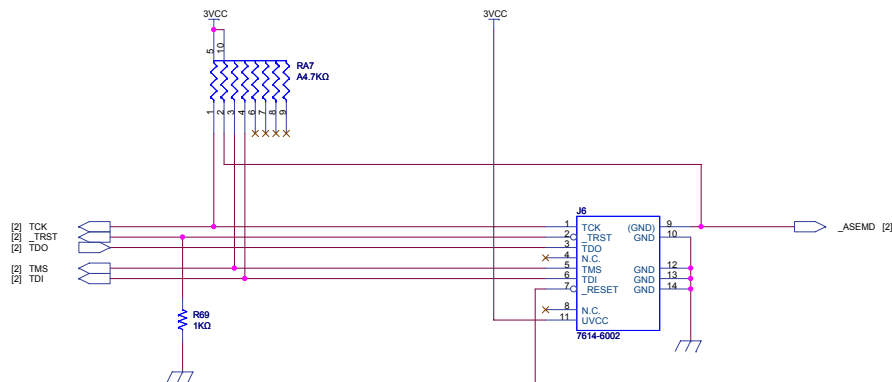 3VCC
3VCC
5
10
RA7
A4.7KΩ
1
2
3
4
6
7
8
9
J6
[2] TCK
1 TCK
(GND) 9
_ASEMD [2]
[2] _TRST
2 _TRST
GND 10
[2] TDO
3 TDO
4 N.C.
[2] TMS
5 TMS
GND 12
[2] TDI
6 TDI
GND 13
7 _RESET
GND 14
8 N.C.
11 UVCC
R69
1KΩ
7614-6002